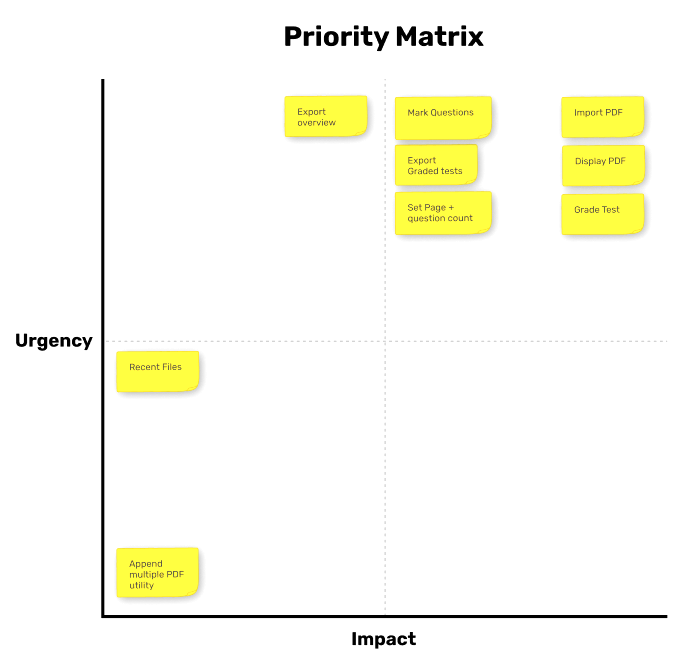 Priority Matrix
Export
overview
Mark Questions
Import PDF
Export
Graded tests
Display PDF
Set Page +
question count
Grade Test
Urgency
Recent Files
Append
multiple PDF
utility
Impact